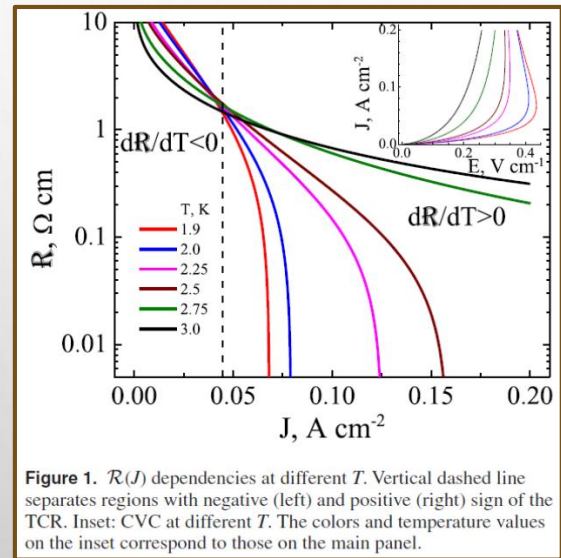 10
1
0.1
0.01
R, Ω cm
dR/dT<0
dR/dT>0
T, K
1.9
2.0
2.25
2.5
2.75
3.0
0.00 0.05 0.10 0.15 0.20
J, A cm⁻²
0.2
0.1
0.0
J, A cm⁻²
0.0 0.2 0.4
E, V cm⁻¹
Figure 1. R(J) dependencies at different T. Vertical dashed line
separates regions with negative (left) and positive (right) sign of the
TCR. Inset: CVC at different T. The colors and temperature values
on the inset correspond to those on the main panel.